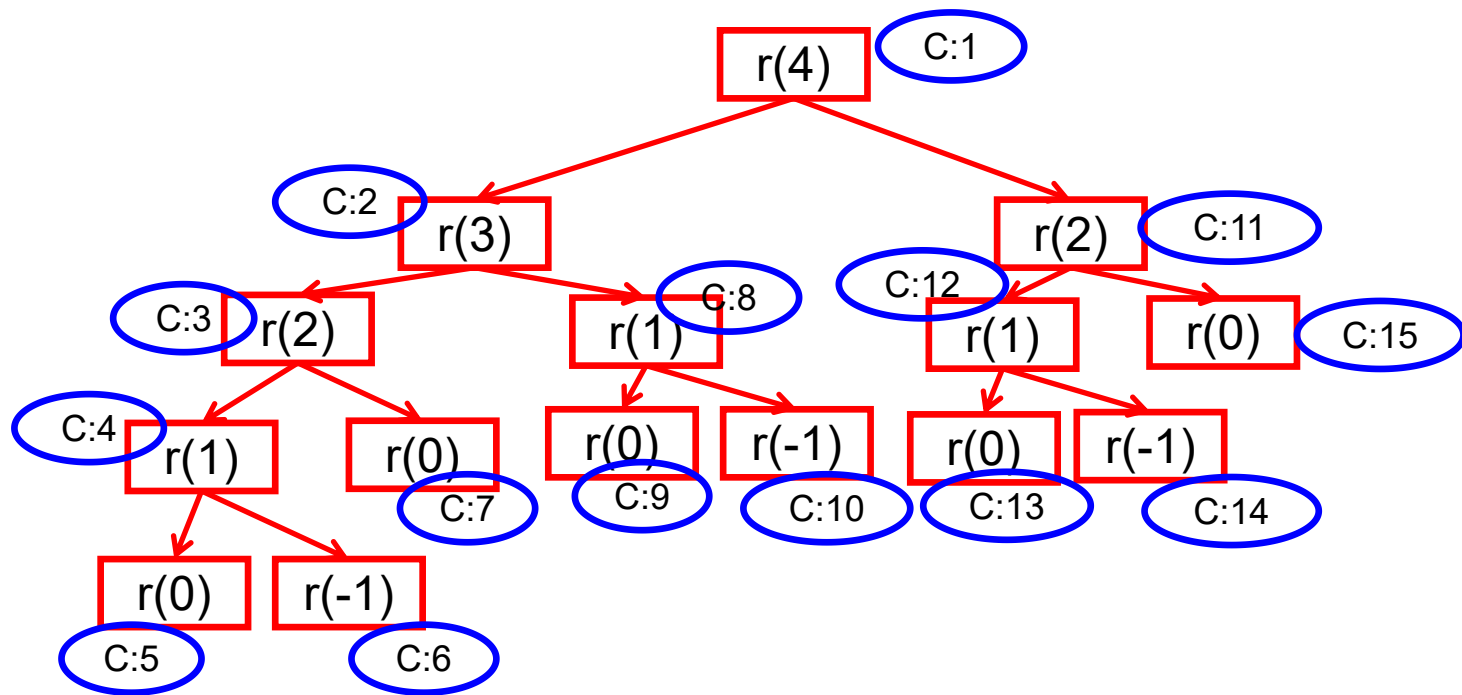 r(4)
C:1
C:2
r(3)
r(2)
C:11
C:3
r(2)
r(1)
C:8
C:12
r(1)
r(0)
C:15
C:4
r(1)
r(0)
C:7
r(0)
C:9
r(-1)
C:10
r(0)
C:13
r(-1)
C:14
r(0)
r(-1)
C:5
C:6